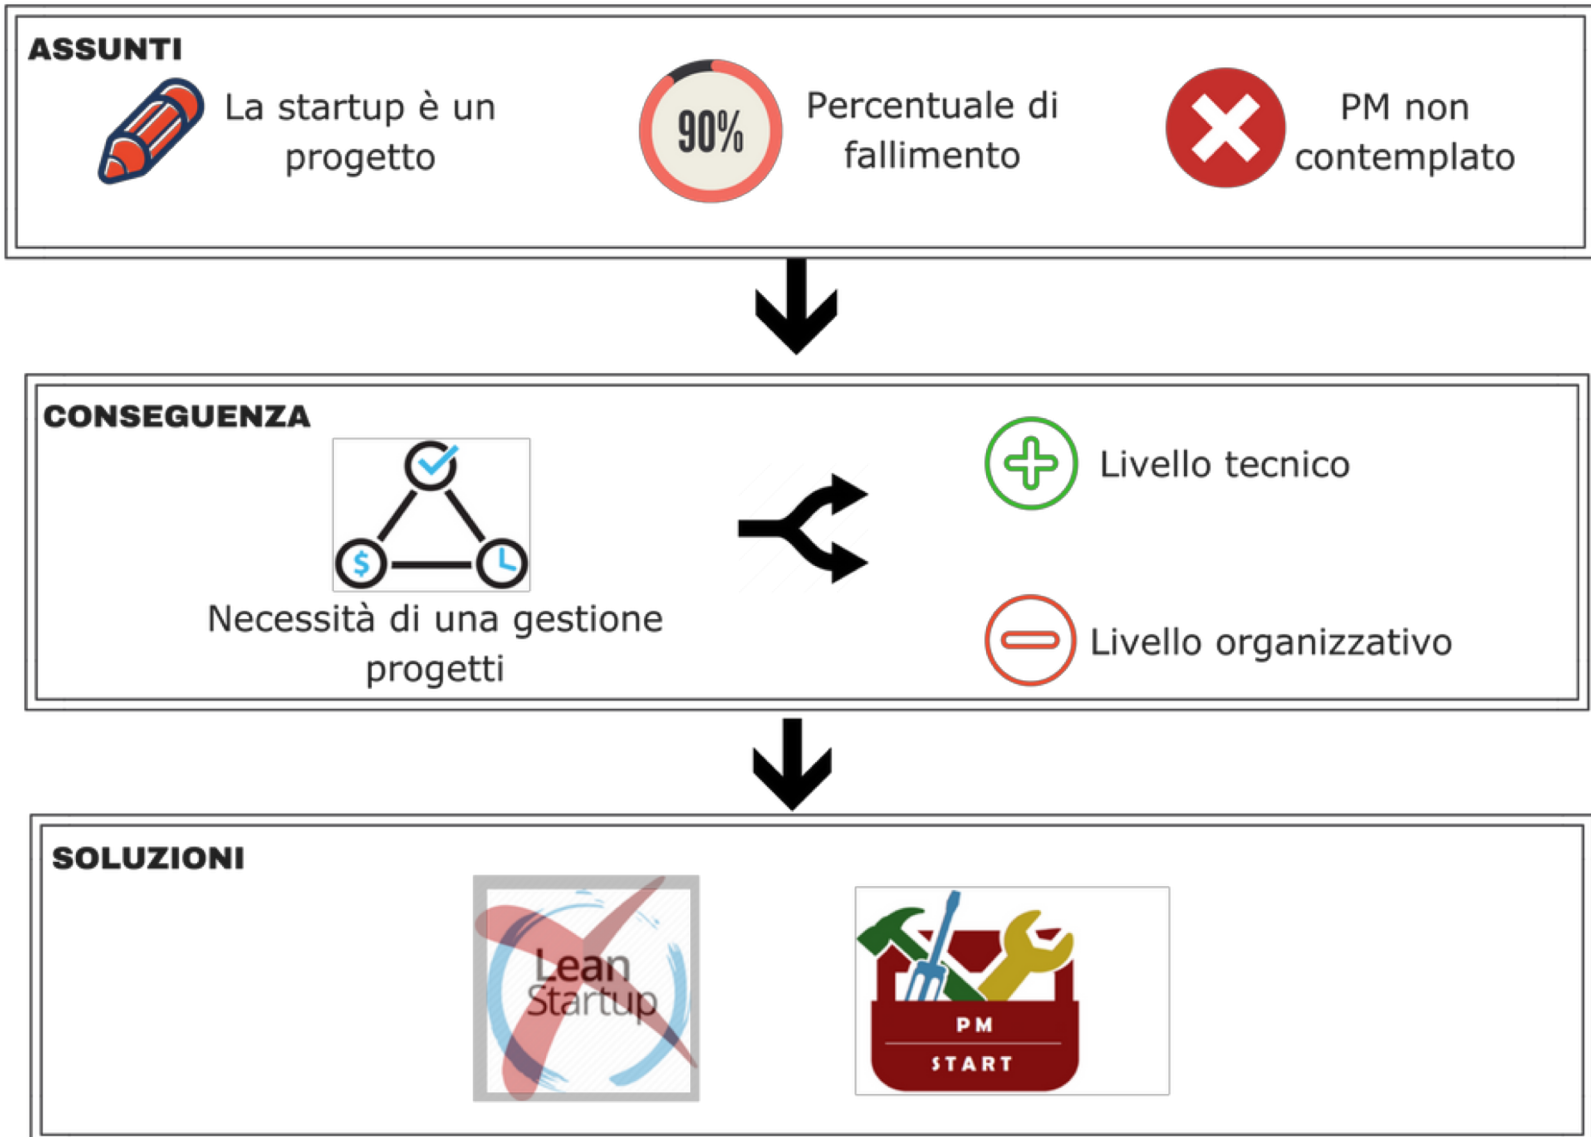 ASSUNTI
La startup è un
progetto
90%
Percentuale di
fallimento
PM non
contemplato
CONSEGUENZA
$
Necessità di una gestione
progetti
Livello tecnico
Livello organizzativo
SOLUZIONI
Lean
Startup
PM
START